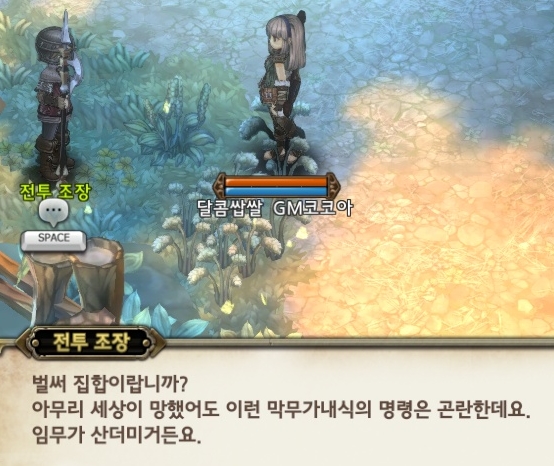 전투 조장
...
SPACE
달콤쌉쌀 GM코코아
전투 조장
벌써 집합이랍니까?
아무리 세상이 망했어도 이런 막무가내식의 명령은 곤란한데요.
임무가 산더미거든요.